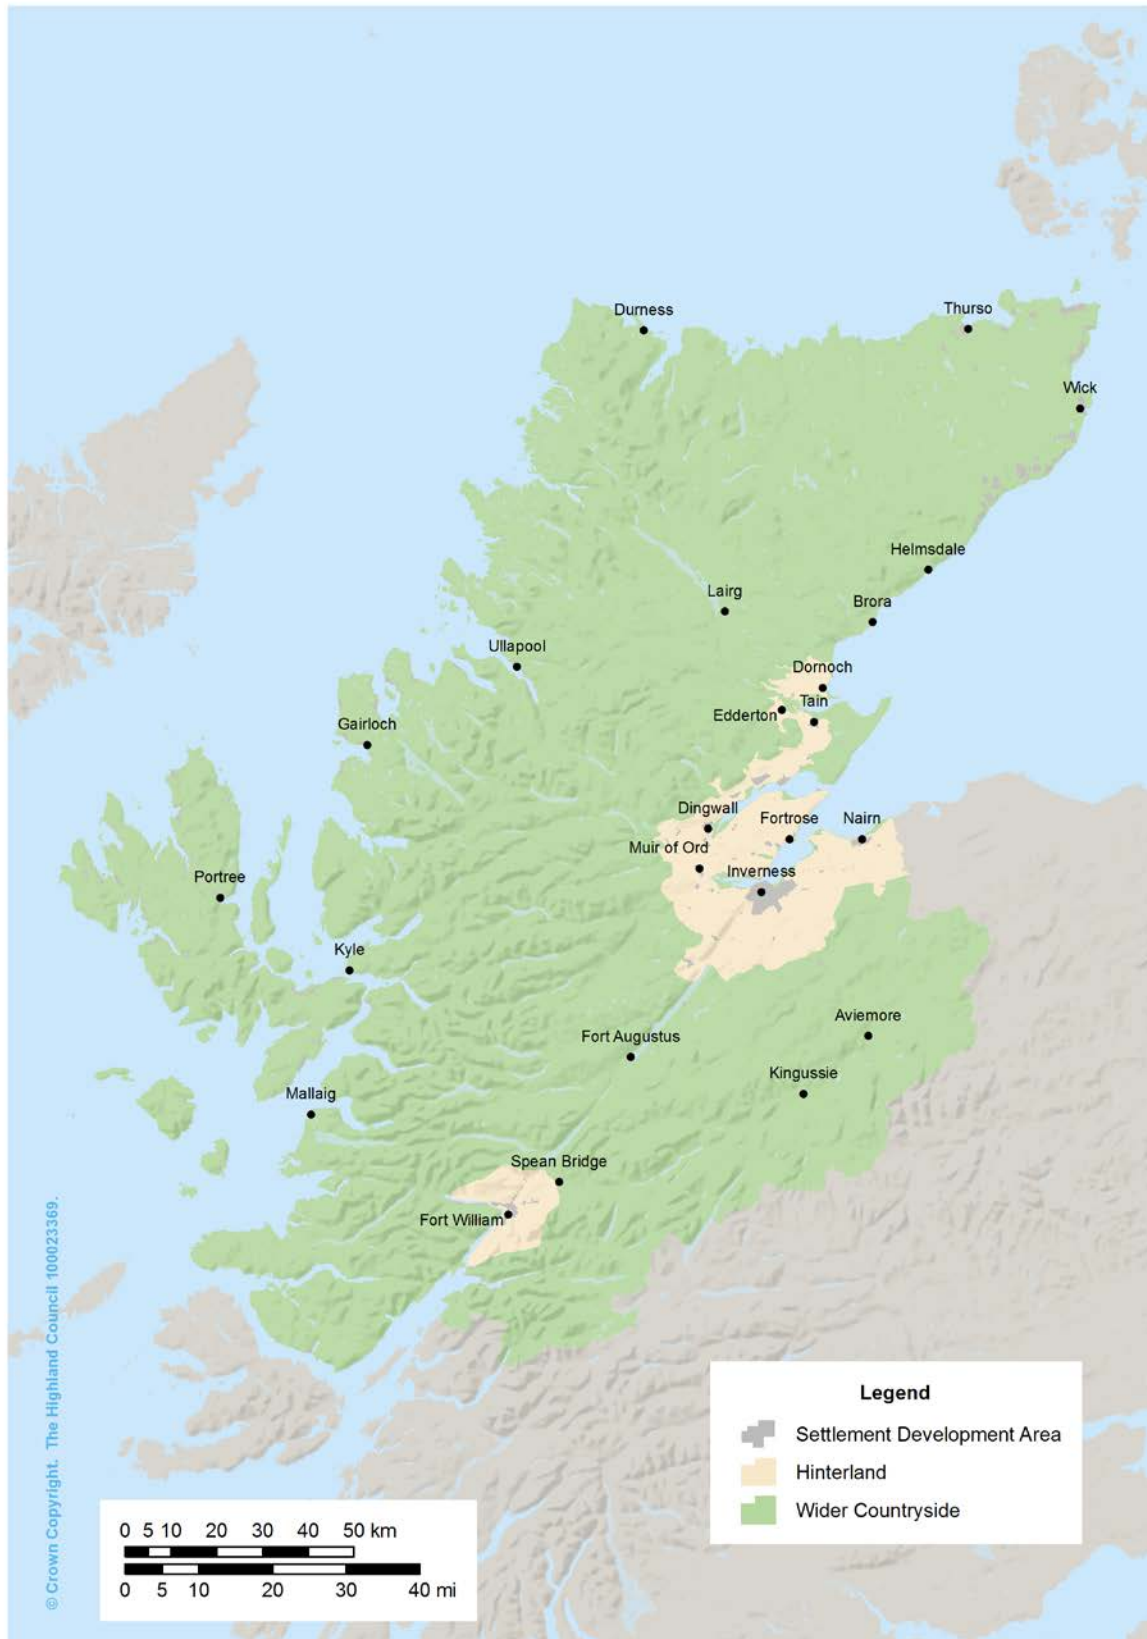 Durness
Thurso
Wick
Helmsdale
Lairg
Brora
Ullapool
Dornoch
Tain
Edderton
Gairloch
Dingwall
Fortrose
Nairn
Muir of Ord
Inverness
Portree
Kyle
Aviemore
Fort Augustus
Kingussie
Mallaig
Spean Bridge
Fort William
© Crown Copyright. The Highland Council 100023369.
Legend
Settlement Development Area
Hinterland
Wider Countryside
0 5 10 20 30 40 50 km
0 5 10 20 30 40 mi